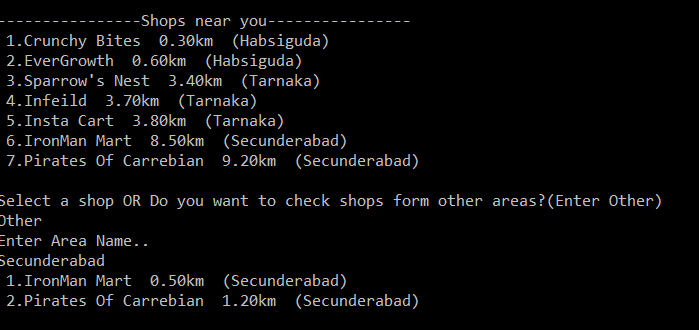 ----------------Shops near you----------------
1.Crunchy Bites  0.30km  (Habsiguda)
2.EverGrowth  0.60km  (Habsiguda)
3.Sparrow's Nest  3.40km  (Tarnaka)
4.Infeild  3.70km  (Tarnaka)
5.Insta Cart  3.80km  (Tarnaka)
6.IronMan Mart  8.50km  (Secunderabad)
7.Pirates Of Carrebian  9.20km  (Secunderabad)
Select a shop OR Do you want to check shops form other areas?(Enter Other)
Other
Enter Area Name..
Secunderabad
1.IronMan Mart  0.50km  (Secunderabad)
2.Pirates Of Carrebian  1.20km  (Secunderabad)